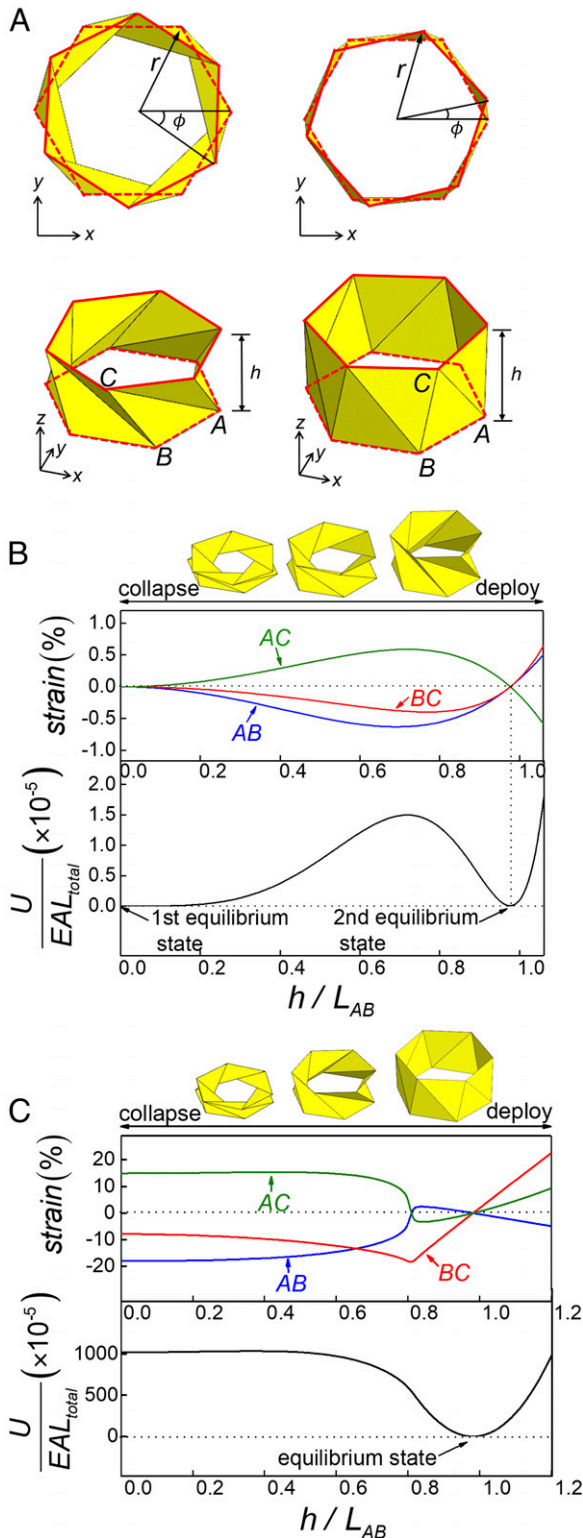 A
r
ϕ
y
x
r
ϕ
y
x
h
C
A
B
z
y
x
h
C
A
B
z
y
x
B
collapse
deploy
strain(%)
1.0
0.5
0.0
-0.5
-1.0
AC
BC
AB
0.0 0.2 0.4 0.6 0.8 1.0
U/EAL_total (×10⁻⁵)
2.0
1.5
1.0
0.5
0.0
1st equilibrium state
2nd equilibrium state
0.0 0.2 0.4 0.6 0.8 1.0
h / L_AB
C
collapse
deploy
strain(%)
20
10
0
-10
-20
AC
AB
BC
0.0 0.2 0.4 0.6 0.8 1.0 1.2
U/EAL_total (×10⁻⁵)
1000
500
0
equilibrium state
0.0 0.2 0.4 0.6 0.8 1.0 1.2
h / L_AB